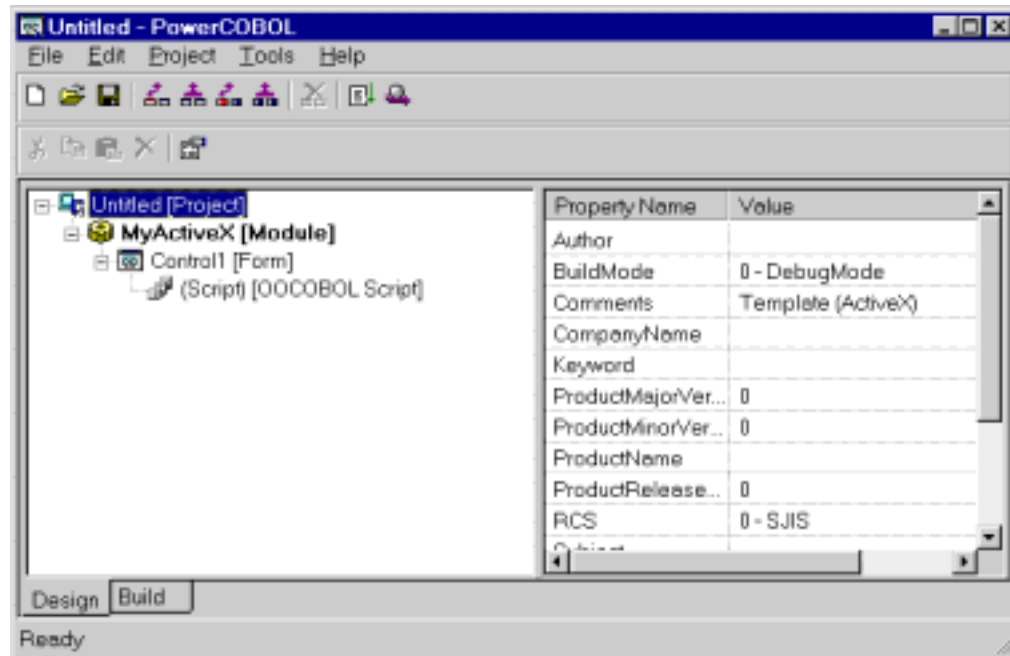 Untitled - PowerCOBOL
File Edit Project Tools Help
Untitled [Project]
MyActiveX [Module]
Control1 [Form]
(Script) [OOCOBOL Script]
Property Name Value
Author
BuildMode 0 - DebugMode
Comments Template (ActiveX)
CompanyName
Keyword
ProductMajorVer... 0
ProductMinorVer... 0
ProductName
ProductRelease... 0
RCS 0 - SJIS
Design Build
Ready